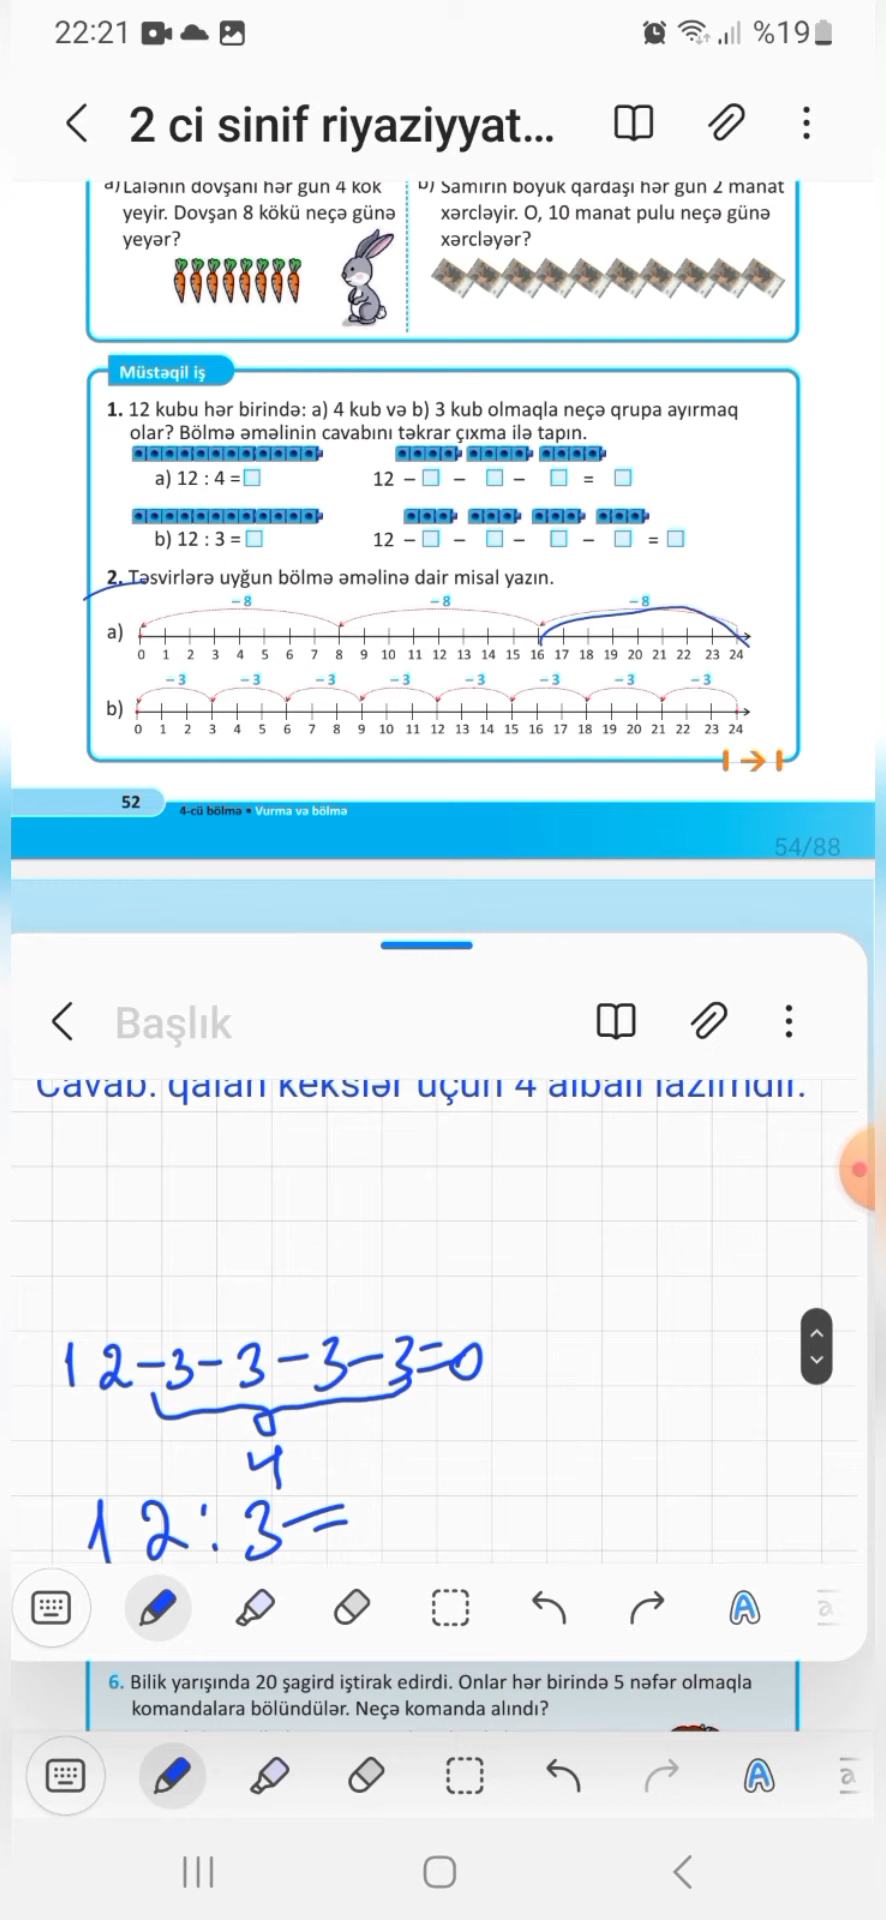 22:21 %19
2 ci sinif riyaziyyat...
a) Lalənin dovşanı hər gün 4 kök
yeyir. Dovşan 8 kökü neçə günə
yeyər?
b) Samirin böyük qardaşı hər gün 2 manat
xərcləyir. O, 10 manat pulu neçə günə
xərcləyər?
Müstəqil iş
1. 12 kubu hər birində: a) 4 kub və b) 3 kub olmaqla neçə qrupa ayırmaq
olar? Bölmə əməlinin cavabını təkrar çıxma ilə tapın.
a) 12 : 4 = □ 12 − □ − □ − □ = □
b) 12 : 3 = □ 12 − □ − □ − □ − □ = □
2. Təsvirlərə uyğun bölmə əməlinə dair misal yazın.
−8 −8 −8
a)
0 1 2 3 4 5 6 7 8 9 10 11 12 13 14 15 16 17 18 19 20 21 22 23 24
−3 −3 −3 −3 −3 −3 −3 −3
b)
0 1 2 3 4 5 6 7 8 9 10 11 12 13 14 15 16 17 18 19 20 21 22 23 24
52 4-cü bölmə • Vurma və bölmə
54/88
Başlık
Cavab: qalan kekslər üçün 4 albalı lazımdır.
12-3-3-3-3=0
4
12:3=
6. Bilik yarışında 20 şagird iştirak edirdi. Onlar hər birində 5 nəfər olmaqla
komandalara bölündülər. Neçə komanda alındı?